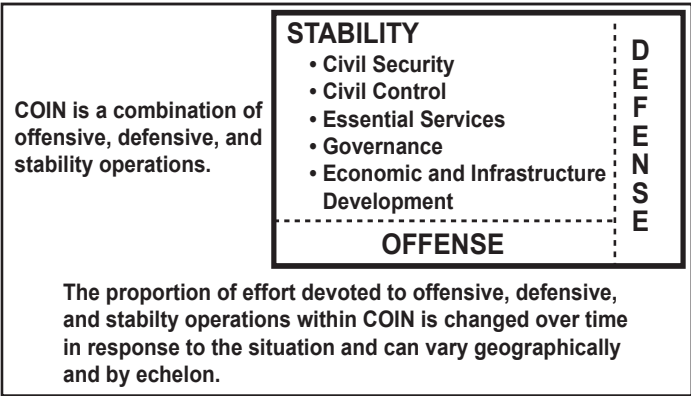 COIN is a combination of
offensive, defensive, and
stability operations.
STABILITY
• Civil Security
• Civil Control
• Essential Services
• Governance
• Economic and Infrastructure
Development
DEFENSE
OFFENSE
The proportion of effort devoted to offensive, defensive,
and stabilty operations within COIN is changed over time
in response to the situation and can vary geographically
and by echelon.